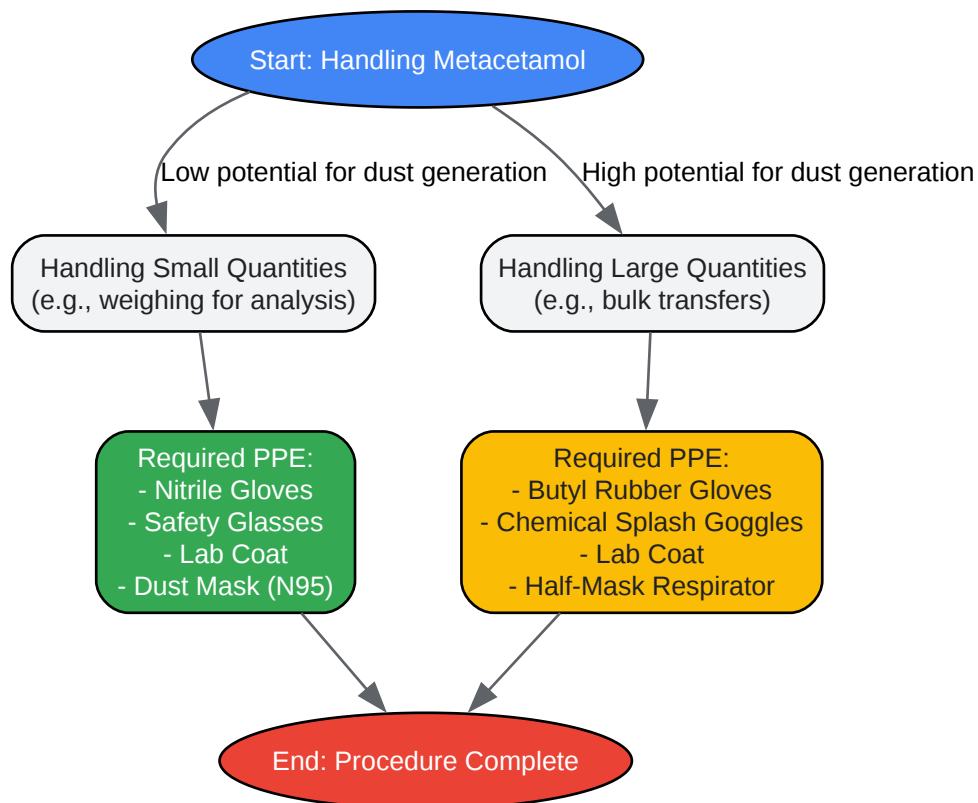 Start: Handling Metacetamol
Low potential for dust generation
High potential for dust generation
Handling Small Quantities
(e.g., weighing for analysis)
Handling Large Quantities
(e.g., bulk transfers)
Required PPE:
- Nitrile Gloves
- Safety Glasses
- Lab Coat
- Dust Mask (N95)
Required PPE:
- Butyl Rubber Gloves
- Chemical Splash Goggles
- Lab Coat
- Half-Mask Respirator
End: Procedure Complete